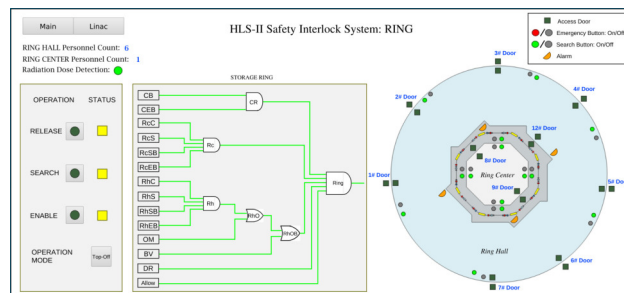 Main
Linac
HLS-II Safety Interlock System: RING
RING HALL Personnel Count: 6
RING CENTER Personnel Count: 1
Radiation Dose Detection:
OPERATION STATUS
RELEASE
SEARCH
ENABLE
OPERATION MODE
Top-Off
STORAGE RING
CB
CEB
RcC
RcS
RcSB
RcEB
RhC
RhS
RhSB
RhEB
OM
BV
DR
Allow
CR
Rc
Rh
RhO
RhOB
Ring
Access Door
Emergency Button: On/Off
Search Button: On/Off
Alarm
3# Door
2# Door
4# Door
12# Door
8# Door
1# Door
Ring Center
5# Door
9# Door
Ring Hall
6# Door
7# Door